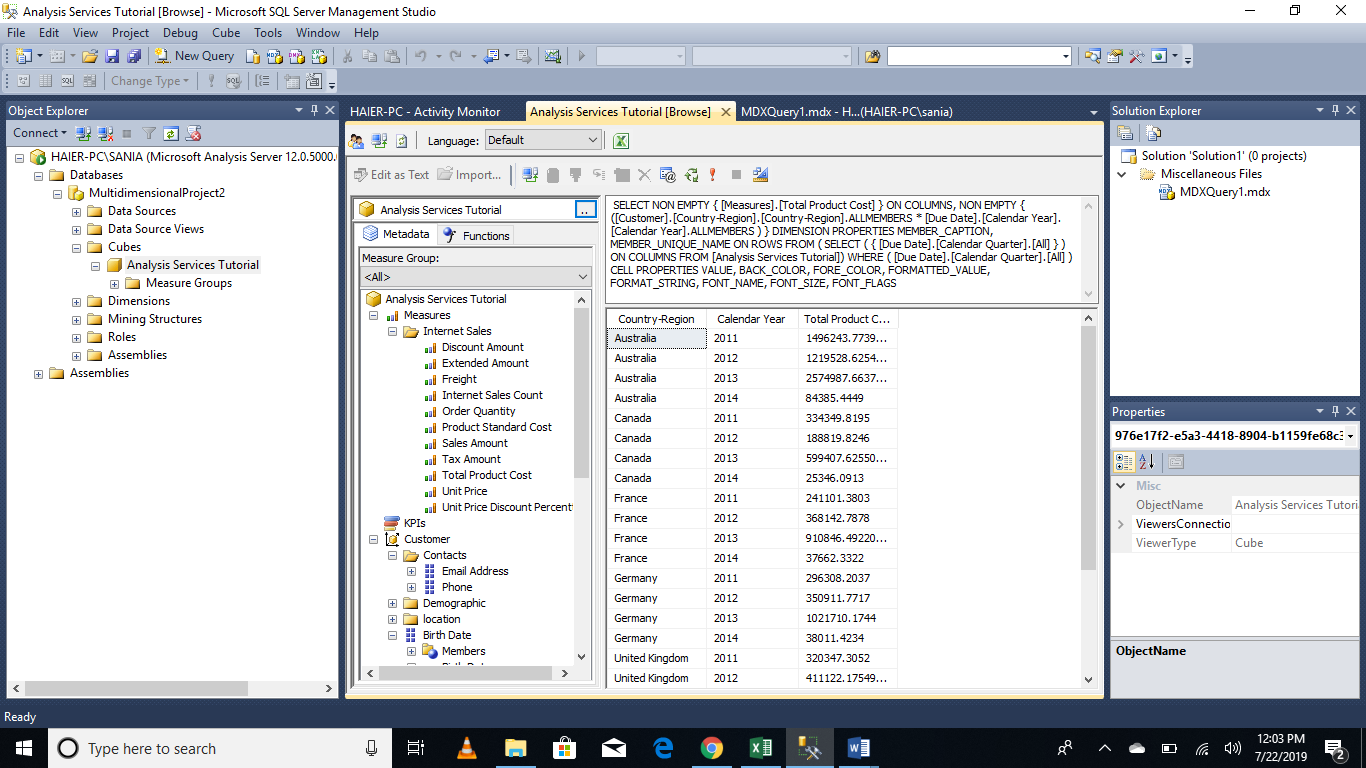 Analysis Services Tutorial [Browse] - Microsoft SQL Server Management Studio
File Edit View Project Debug Cube Tools Window Help
New Query
Change Type
Object Explorer
Connect
HAIER-PC\SANIA (Microsoft Analysis Server 12.0.5000.
Databases
MultidimensionalProject2
Data Sources
Data Source Views
Cubes
Analysis Services Tutorial
Measure Groups
Dimensions
Mining Structures
Roles
Assemblies
Assemblies
HAIER-PC - Activity Monitor
Analysis Services Tutorial [Browse]
MDXQuery1.mdx - H...(HAIER-PC\sania)
Language: Default
Edit as Text Import...
Analysis Services Tutorial ..
Metadata Functions
Measure Group:
<All>
Analysis Services Tutorial
Measures
Internet Sales
Discount Amount
Extended Amount
Freight
Internet Sales Count
Order Quantity
Product Standard Cost
Sales Amount
Tax Amount
Total Product Cost
Unit Price
Unit Price Discount Percent
KPIs
Customer
Contacts
Email Address
Phone
Demographic
location
Birth Date
Members
SELECT NON EMPTY { [Measures].[Total Product Cost] } ON COLUMNS, NON EMPTY {
([Customer].[Country-Region].[Country-Region].ALLMEMBERS * [Due Date].[Calendar Year].
[Calendar Year].ALLMEMBERS ) } DIMENSION PROPERTIES MEMBER_CAPTION,
MEMBER_UNIQUE_NAME ON ROWS FROM ( SELECT ( { [Due Date].[Calendar Quarter].[All] } )
ON COLUMNS FROM [Analysis Services Tutorial]) WHERE ( [Due Date].[Calendar Quarter].[All] )
CELL PROPERTIES VALUE, BACK_COLOR, FORE_COLOR, FORMATTED_VALUE,
FORMAT_STRING, FONT_NAME, FONT_SIZE, FONT_FLAGS
Country-Region Calendar Year Total Product C...
Australia 2011 1496243.7739...
Australia 2012 1219528.6254...
Australia 2013 2574987.6637...
Australia 2014 84385.4449
Canada 2011 334349.8195
Canada 2012 188819.8246
Canada 2013 599407.62550...
Canada 2014 25346.0913
France 2011 241101.3803
France 2012 368142.7878
France 2013 910846.49220...
France 2014 37662.3322
Germany 2011 296308.2037
Germany 2012 350911.7717
Germany 2013 1021710.1744
Germany 2014 38011.4234
United Kingdom 2011 320347.3052
United Kingdom 2012 411122.17549...
Solution Explorer
Solution 'Solution1' (0 projects)
Miscellaneous Files
MDXQuery1.mdx
Properties
976e17f2-e5a3-4418-8904-b1159fe68c3
Misc
ObjectName Analysis Services Tutori
ViewersConnectio
ViewerType Cube
ObjectName
Ready
Type here to search
12:03 PM
7/22/2019
2